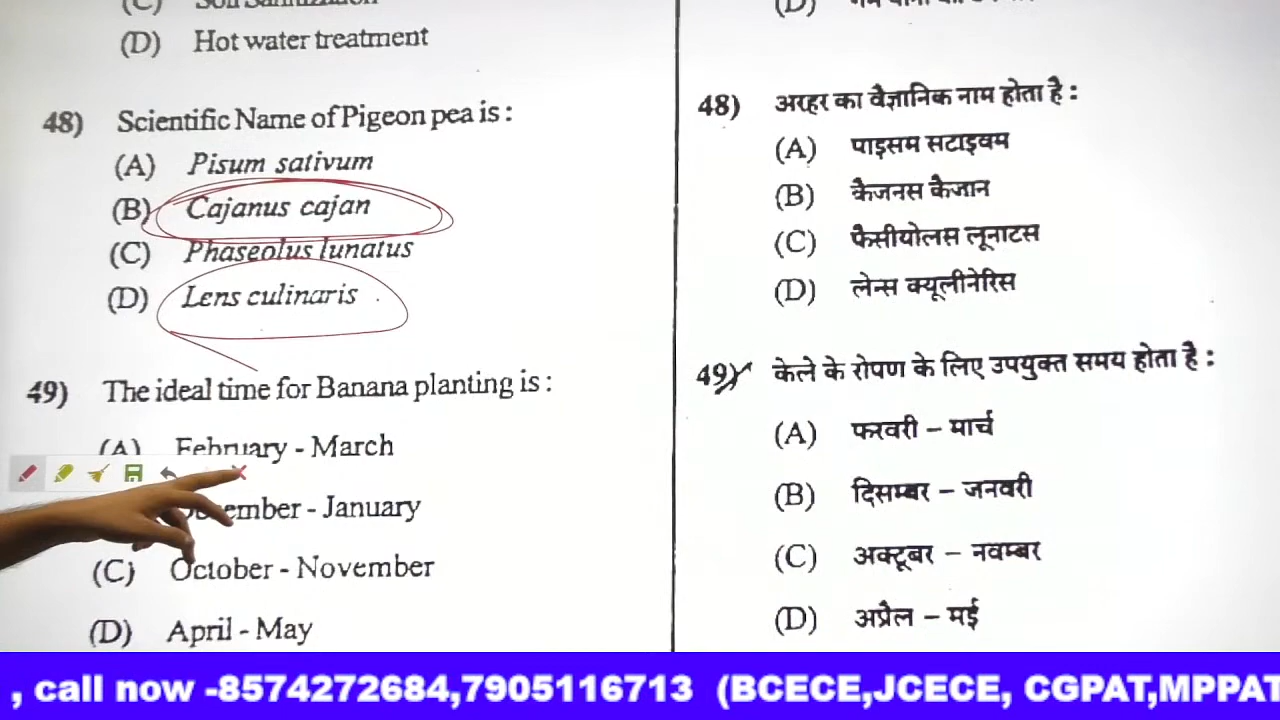 (C)
(D) Hot water treatment
48) Scientific Name of Pigeon pea is :
(A) Pisum sativum
(B) Cajanus cajan
(C) Phaseolus lunatus
(D) Lens culinaris
49) The ideal time for Banana planting is :
(A) February - March
January
(C) October - November
(D) April - May
(D)
48) अरहर का वैज्ञानिक नाम होता है :
(A) पाइसम सटाइवम
(B) कैजनस कैजान
(C) फैसीयोलस लूनाटस
(D) लेन्स क्यूलीनेरिस
49) केले के रोपण के लिए उपयुक्त समय होता है :
(A) फरवरी – मार्च
(B) दिसम्बर – जनवरी
(C) अक्टूबर – नवम्बर
(D) अप्रैल – मई
, call now -8574272684,7905116713 (BCECE,JCECE, CGPAT,MPPAT